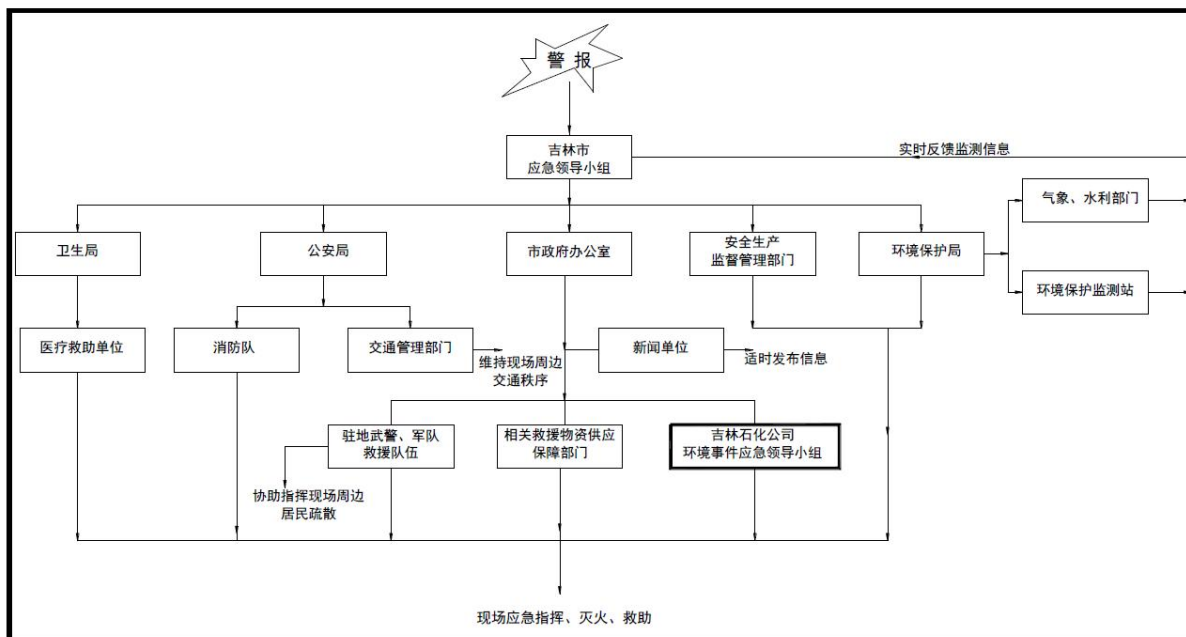 警 报
吉林市
应急领导小组
实时反馈监测信息
气象、水利部门
卫生局
公安局
市政府办公室
安全生产
监督管理部门
环境保护局
环境保护监测站
医疗救助单位
消防队
交通管理部门
维持现场周边
交通秩序
新闻单位
适时发布信息
驻地武警、军队
救援队伍
相关救援物资供应
保障部门
吉林石化公司
环境事件应急领导小组
协助指挥现场周边
居民疏散
现场应急指挥、灭火、救助